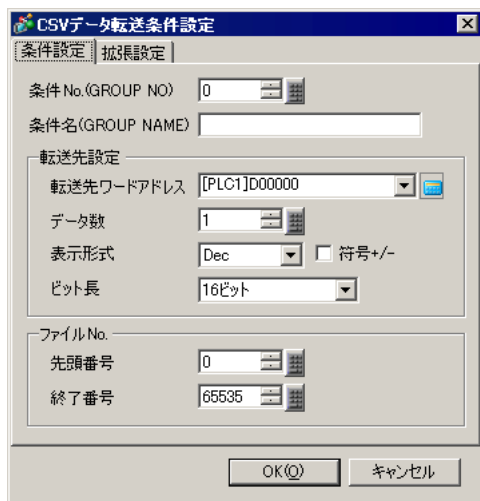 CSVデータ転送条件設定
条件設定 拡張設定
条件No.(GROUP NO) 0
条件名(GROUP NAME)
転送先設定
転送先ワードアドレス [PLC1]D00000
データ数 1
表示形式 Dec 符号+/-
ビット長 16ビット
ファイルNo.
先頭番号 0
終了番号 65535
OK(O) キャンセル